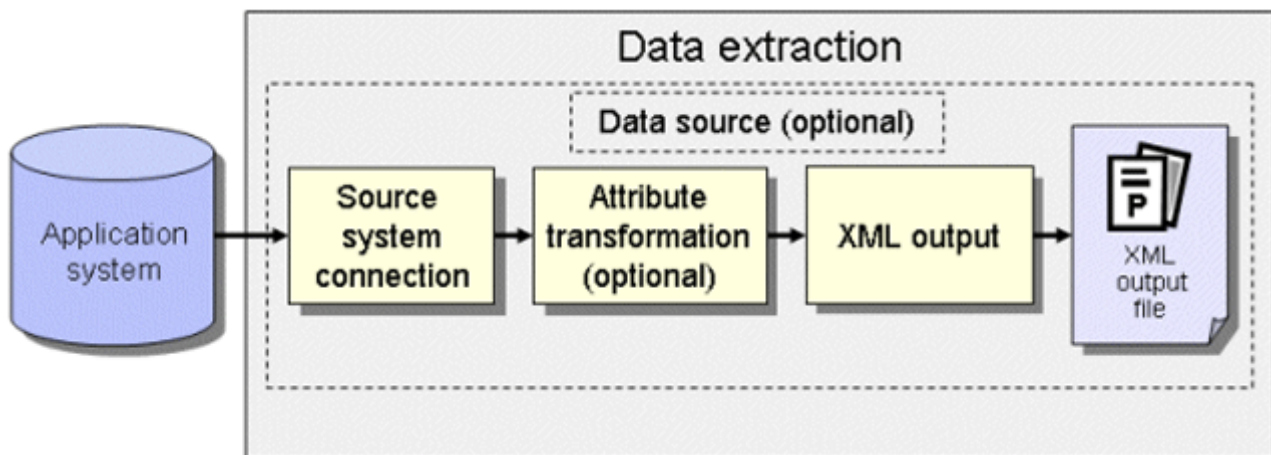 Data extraction
Data source (optional)
Application
system
Source
system
connection
Attribute
transformation
(optional)
XML output
P
XML
output
file